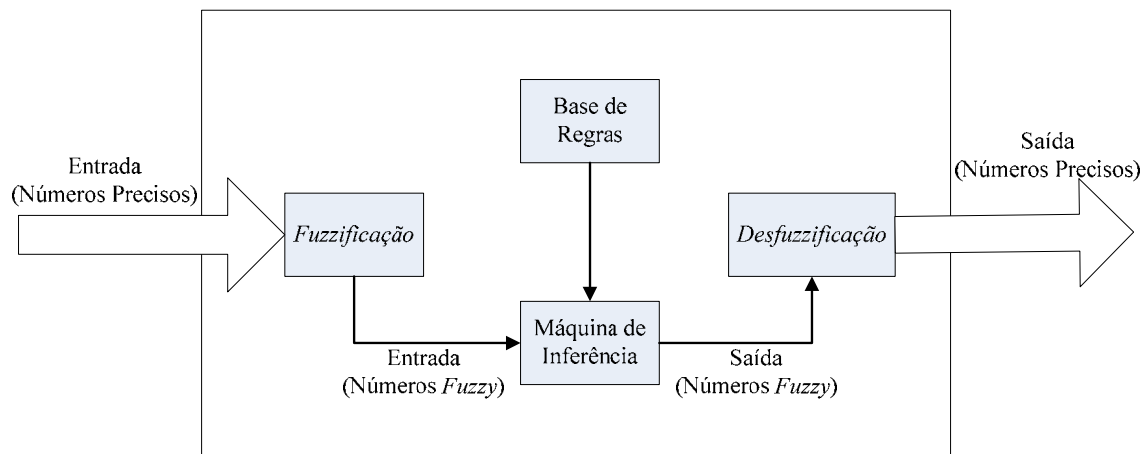 Entrada
(Números Precisos)
Fuzzificação
Base de
Regras
Entrada
(Números Fuzzy)
Máquina de
Inferência
Saída
(Números Fuzzy)
Desfuzzificação
Saída
(Números Precisos)